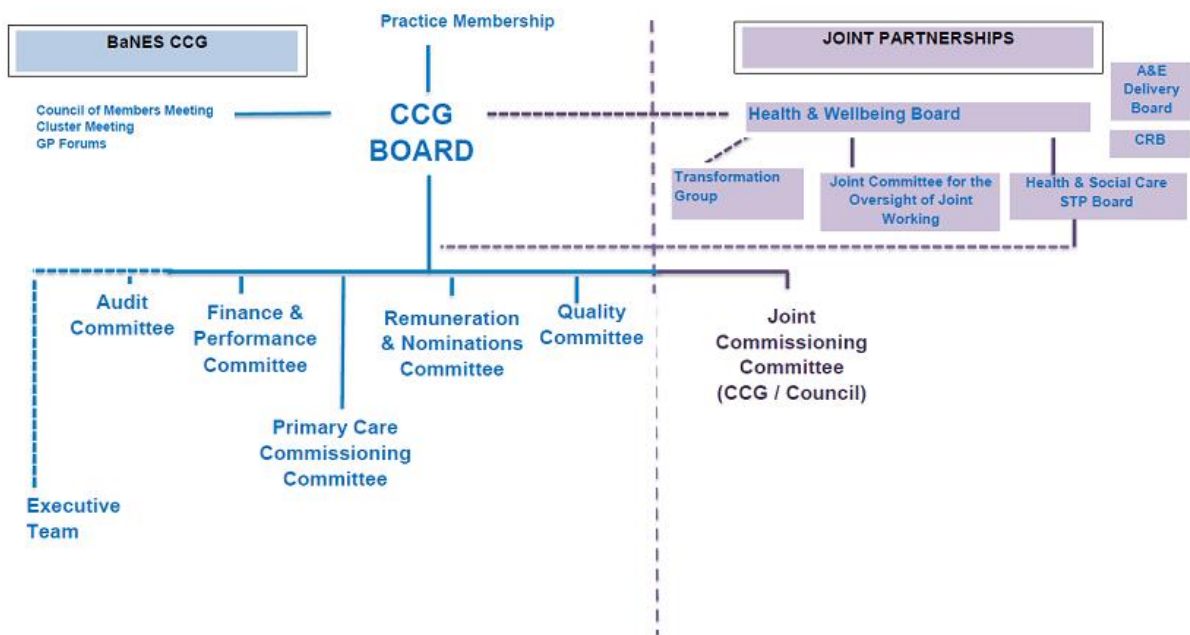 Practice Membership
BaNES CCG
JOINT PARTNERSHIPS
A&E
Delivery
Board
CRB
Council of Members Meeting
Cluster Meeting
GP Forums
CCG
BOARD
Health & Wellbeing Board
Transformation
Group
Joint Committee for the
Oversight of Joint
Working
Health & Social Care
STP Board
Audit
Committee
Finance &
Performance
Committee
Remuneration
& Nominations
Committee
Quality
Committee
Joint
Commissioning
Committee
(CCG / Council)
Primary Care
Commissioning
Committee
Executive
Team